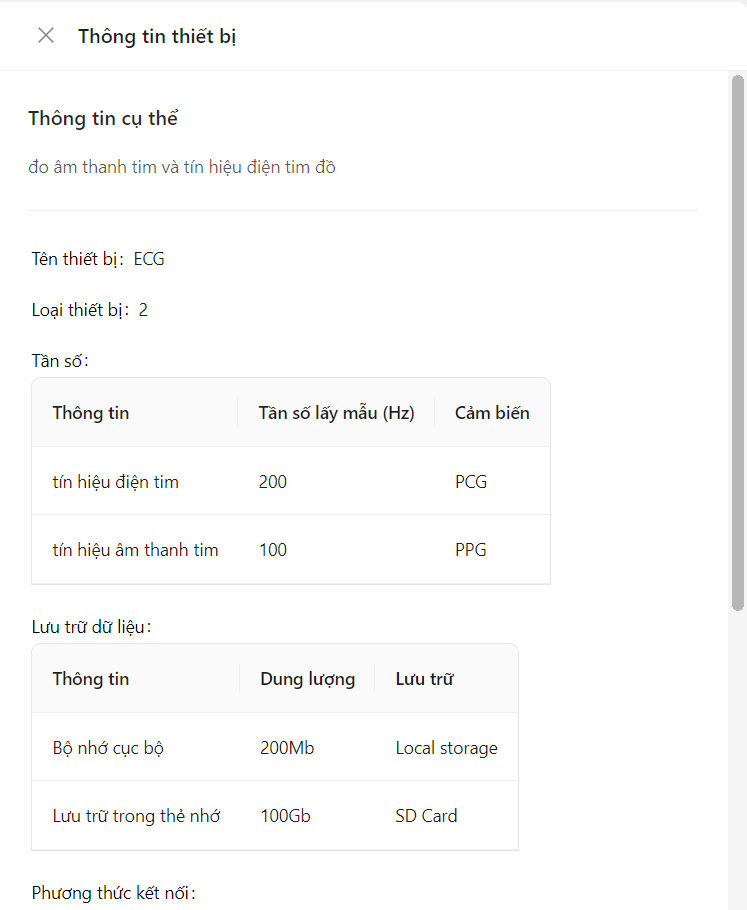 Thông tin thiết bị
Thông tin cụ thể
đo âm thanh tim và tín hiệu điện tim đồ
Tên thiết bị: ECG
Loại thiết bị: 2
Tần số:
Thông tin Tần số lấy mẫu (Hz) Cảm biến
tín hiệu điện tim 200 PCG
tín hiệu âm thanh tim 100 PPG
Lưu trữ dữ liệu:
Thông tin Dung lượng Lưu trữ
Bộ nhớ cục bộ 200Mb Local storage
Lưu trữ trong thẻ nhớ 100Gb SD Card
Phương thức kết nối: